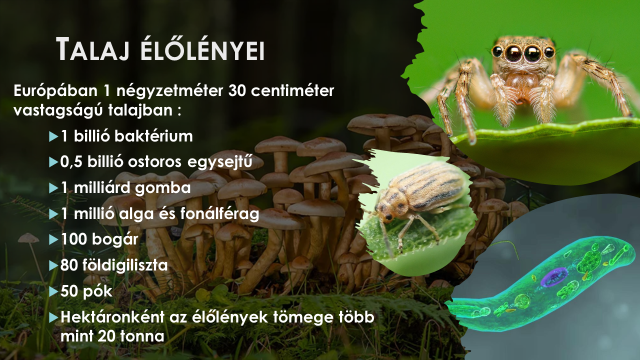 TALAJ ÉLŐLÉNYEI
Európában 1 négyzetméter 30 centiméter
vastagságú talajban :
1 billió baktérium
0,5 billió ostoros egysejtű
1 milliárd gomba
1 millió alga és fonálféreg
100 bogár
80 földigiliszta
50 pók
Hektáronként az élőlények tömege több
mint 20 tonna